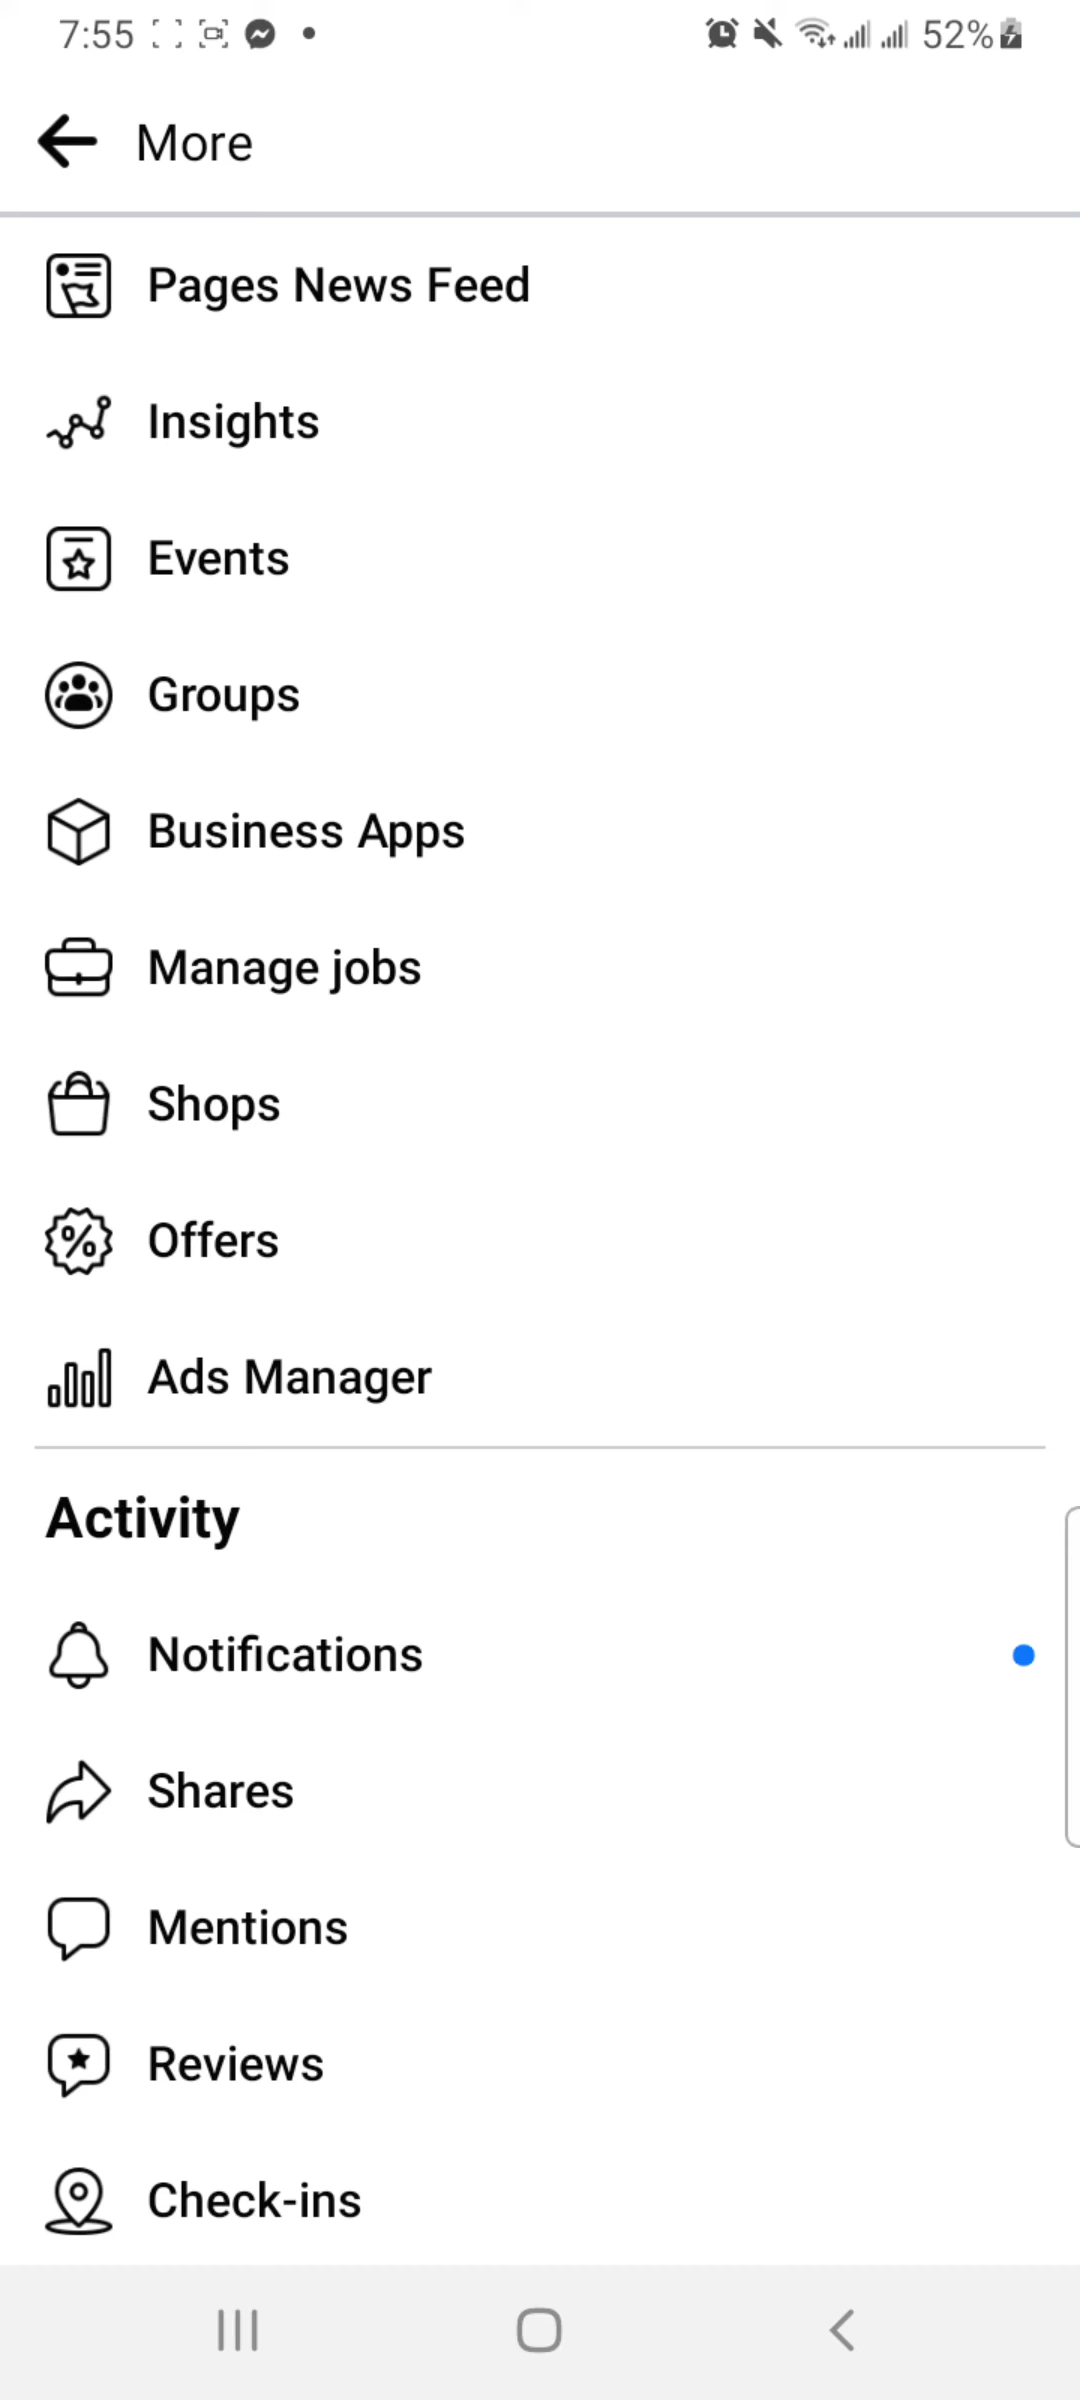 7:55 52%
More
Pages News Feed
Insights
Events
Groups
Business Apps
Manage jobs
Shops
Offers
Ads Manager
Activity
Notifications
Shares
Mentions
Reviews
Check-ins